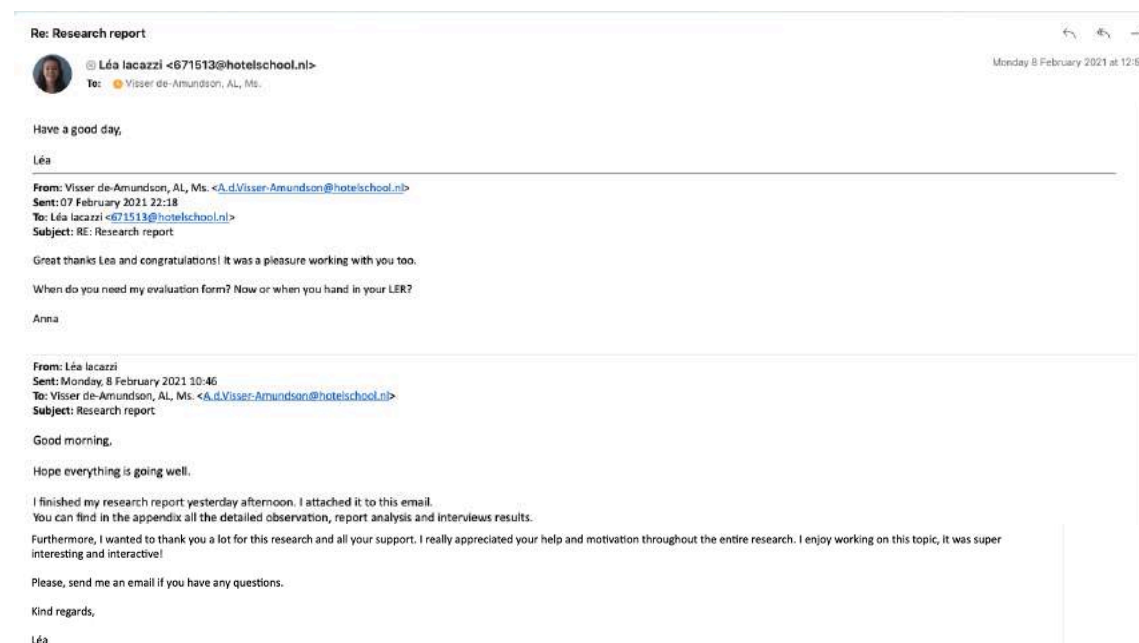 Re: Research report
Léa Iacazzi <671513@hotelschool.nl>
Monday 8 February 2021 at 12:5
To: Visser de-Amundson, AL, Ms.
Have a good day,
Léa
From: Visser de-Amundson, AL, Ms. <A.d.Visser-Amundson@hotelschool.nl>
Sent: 07 February 2021 22:18
To: Léa Iacazzi <671513@hotelschool.nl>
Subject: RE: Research report
Great thanks Lea and congratulations! It was a pleasure working with you too.
When do you need my evaluation form? Now or when you hand in your LER?
Anna
From: Léa Iacazzi
Sent: Monday, 8 February 2021 10:46
To: Visser de-Amundson, AL, Ms. <A.d.Visser-Amundson@hotelschool.nl>
Subject: Research report
Good morning,
Hope everything is going well.
I finished my research report yesterday afternoon. I attached it to this email.
You can find in the appendix all the detailed observation, report analysis and interviews results.
Furthermore, I wanted to thank you a lot for this research and all your support. I really appreciated your help and motivation throughout the entire research. I enjoy working on this topic, it was super
interesting and interactive!
Please, send me an email if you have any questions.
Kind regards,
Léa